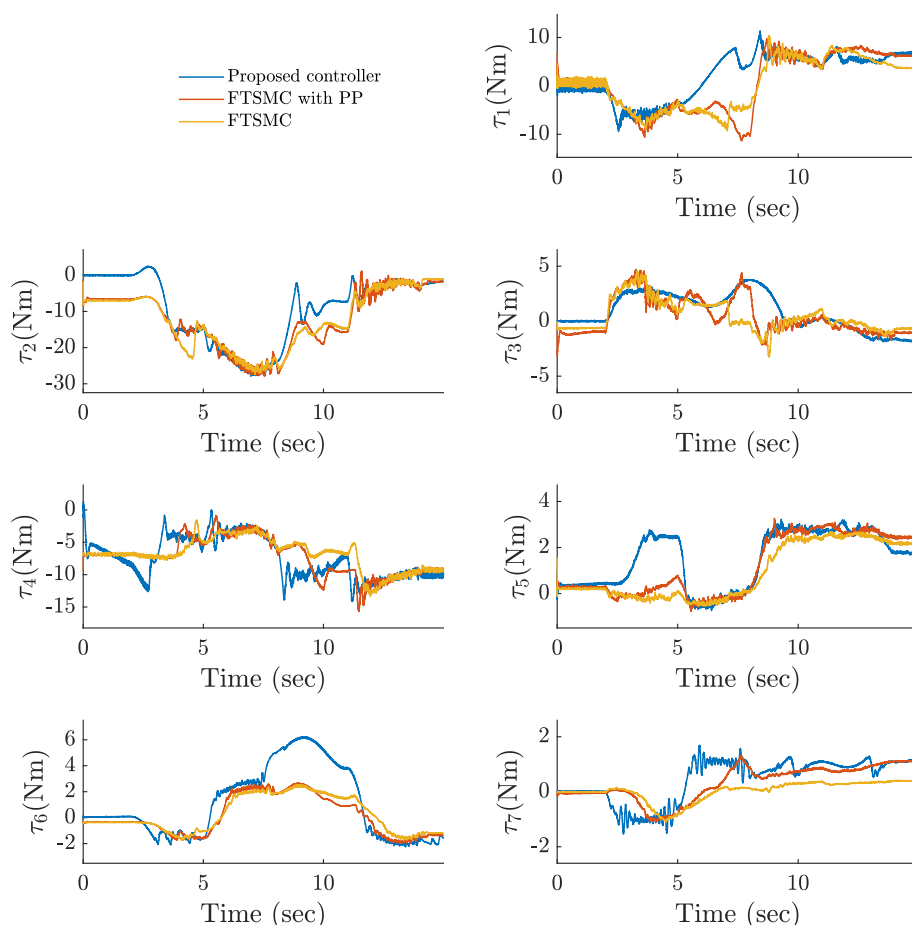 Proposed controller
FTSMC with PP
FTSMC
τ1(Nm)
10
0
-10
0
5
10
Time (sec)
τ2(Nm)
0
-10
-20
-30
0
5
10
Time (sec)
τ3(Nm)
5
0
-5
0
5
10
Time (sec)
τ4(Nm)
0
-5
-10
-15
0
5
10
Time (sec)
τ5(Nm)
4
2
0
0
5
10
Time (sec)
τ6(Nm)
6
4
2
0
-2
0
5
10
Time (sec)
τ7(Nm)
2
0
-2
0
5
10
Time (sec)